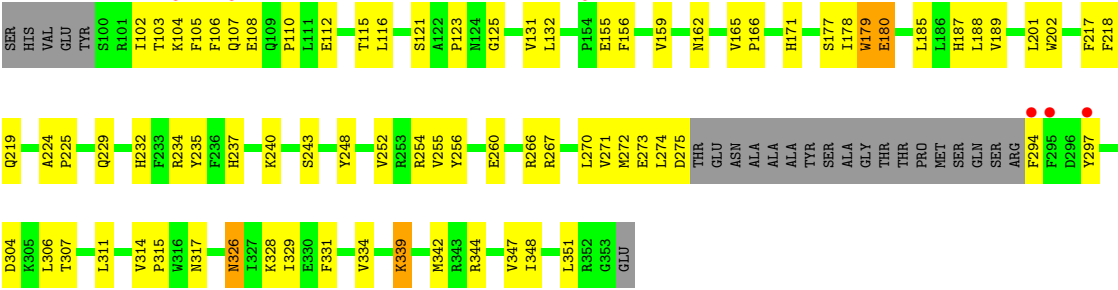 SER HIS VAL GLU TYR S100 R101 I102 T103 K104 F105 F106 Q107 E108 Q109 P110 L111 E112 T115 L116 S121 A122 P123 N124 G125 V131 L132 P154 E155 F156 V159 N162 V165 P166 H171 S177 I178 W179 E180 L185 L186 H187 L188 V189 L201 W202 F217 F218
Q219 A224 P225 Q229 H232 F233 R234 Y235 F236 H237 K240 S243 Y248 V252 R253 R254 V255 Y256 E260 R266 R267 L270 V271 M272 E273 L274 D275 THR GLU ASN ALA ALA ALA TYR SER ALA GLY THR THR PRO MET SER GLN SER ARG F294 F295 D296 Y297
D304 K305 L306 T307 L311 V314 P315 W316 N317 N326 I327 K328 I329 E330 F331 V334 K339 M342 R343 R344 V347 I348 L351 R352 G353 GLU